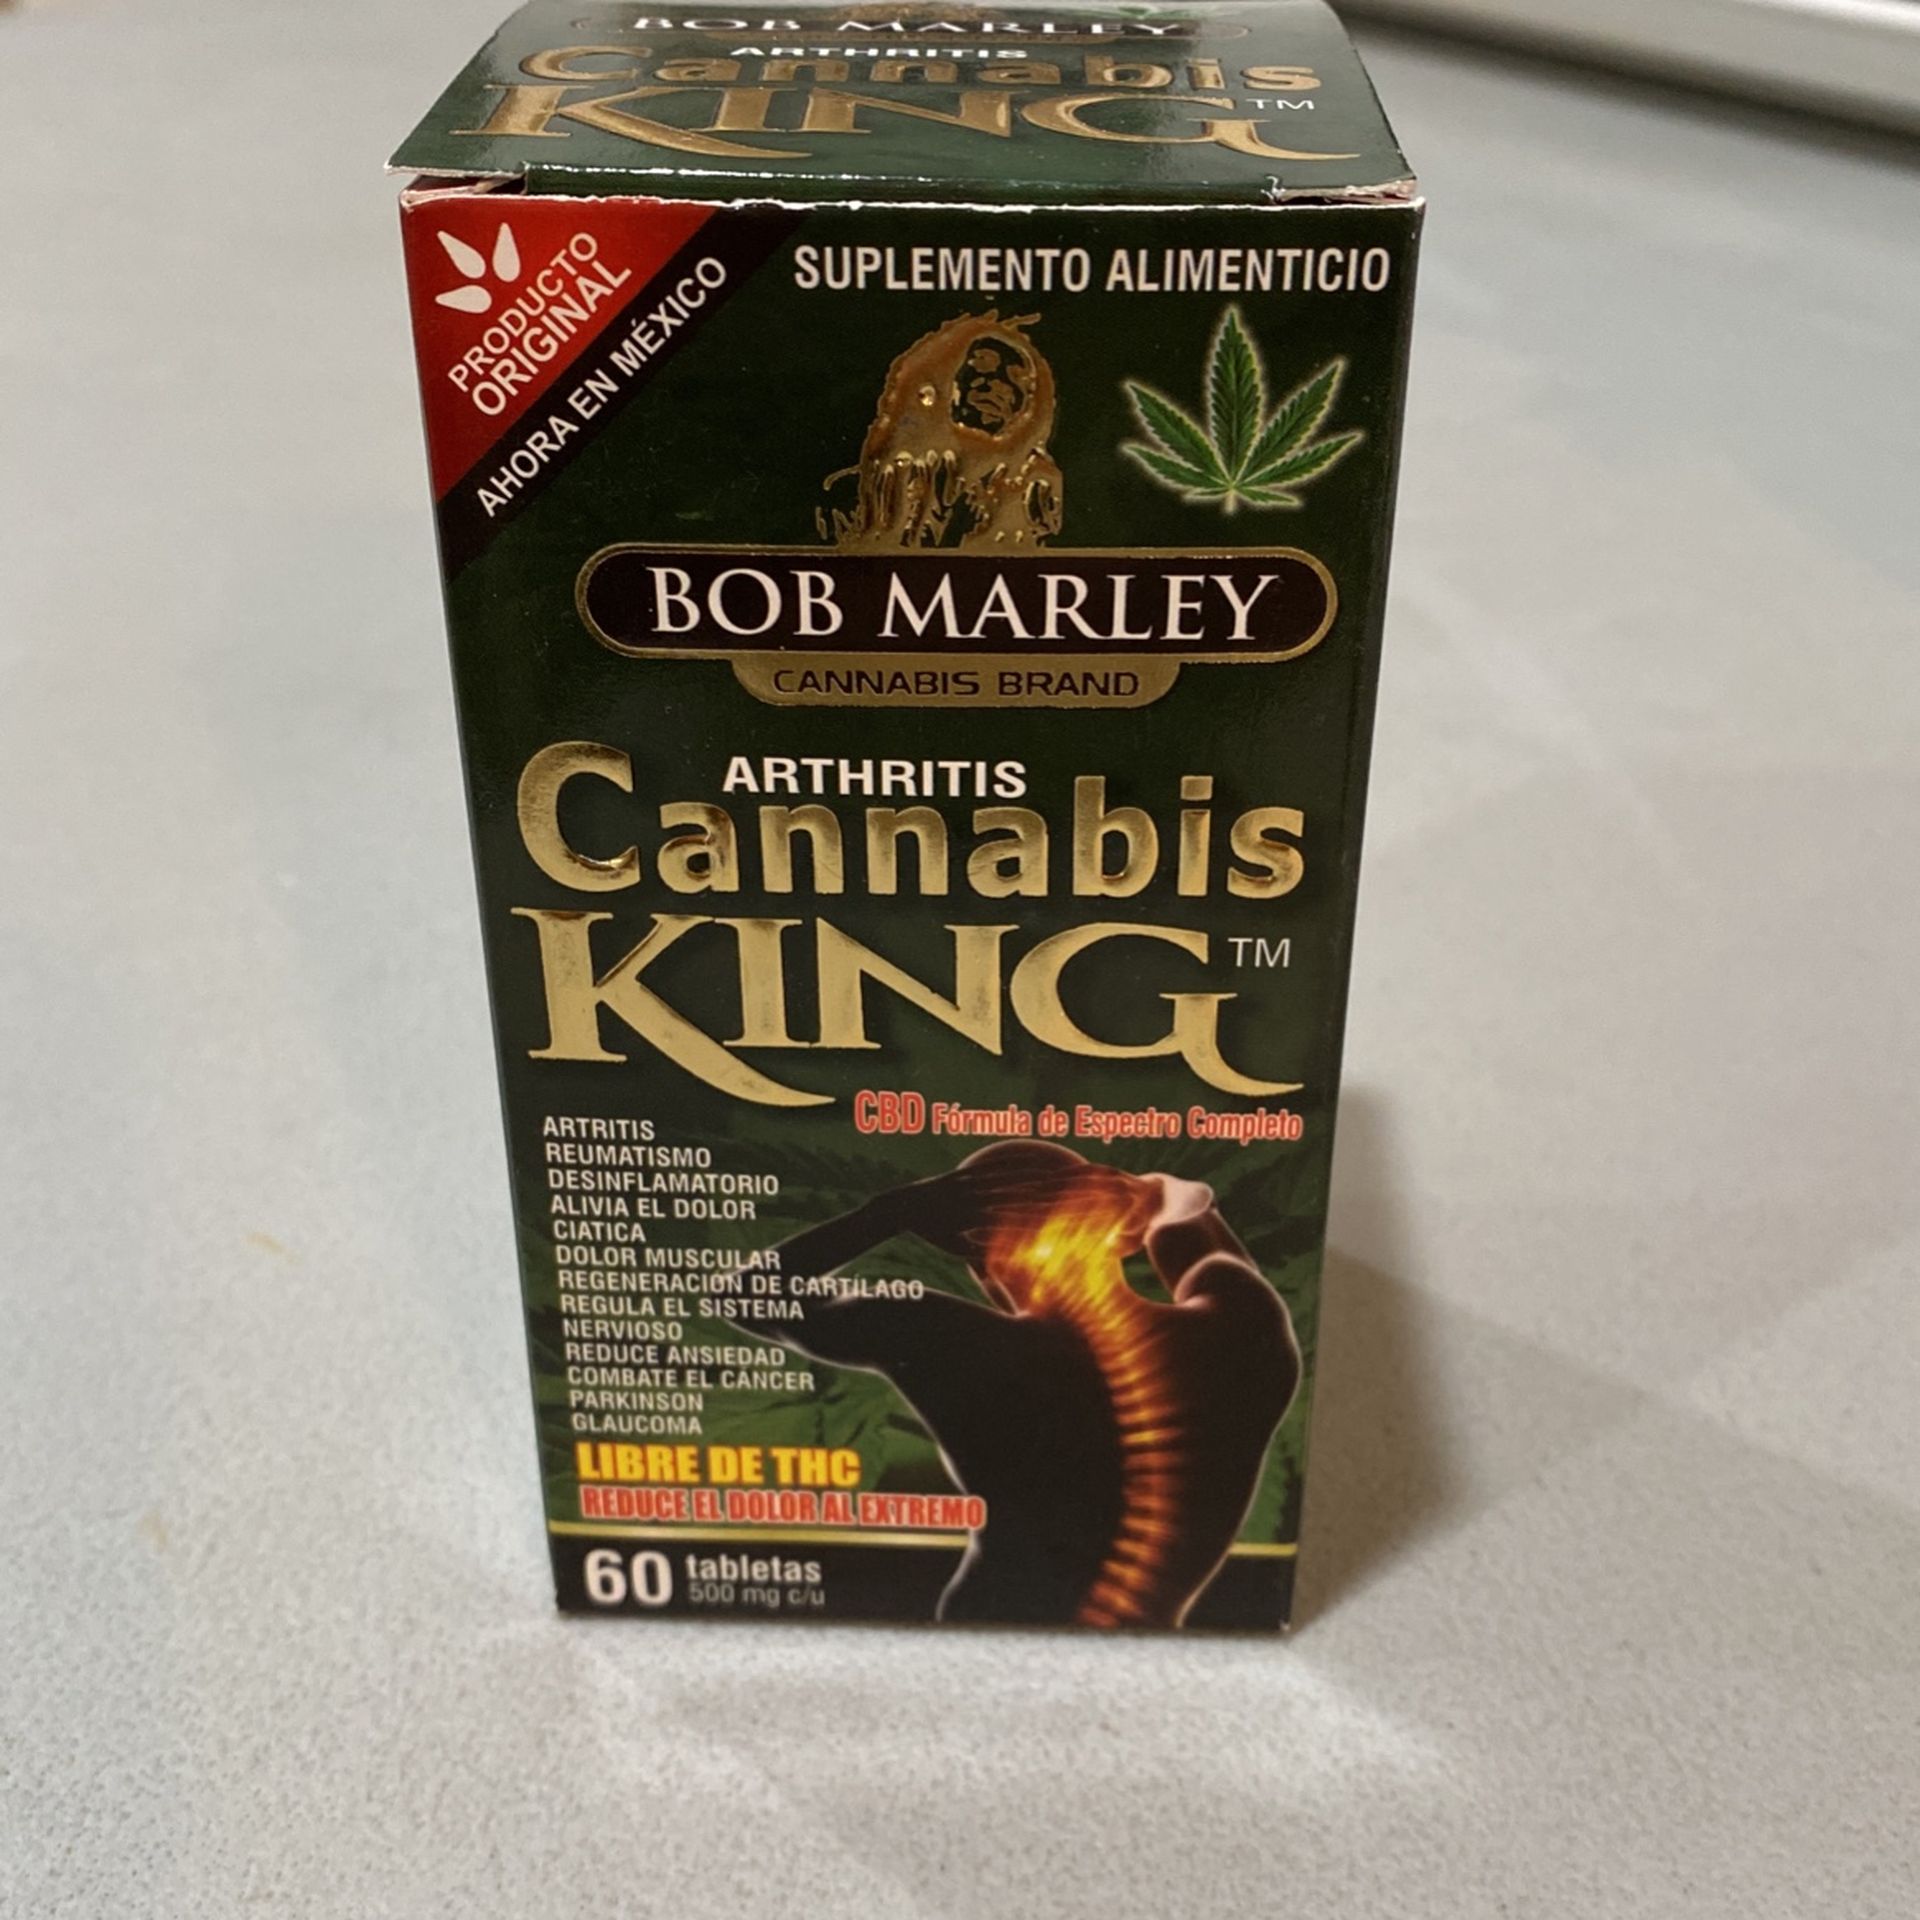 BOB MARLEY
ARTHRITIS
Cannabis
KING™
PRODUCTO
ORIGINAL
AHORA EN MÉXICO
SUPLEMENTO ALIMENTICIO
BOB MARLEY
CANNABIS BRAND
ARTHRITIS
Cannabis
KING™
CBD Fórmula de Espectro Completo
ARTRITIS
REUMATISMO
DESINFLAMATORIO
ALIVIA EL DOLOR
CIATICA
DOLOR MUSCULAR
REGENERACIÓN DE CARTÍLAGO
REGULA EL SISTEMA
NERVIOSO
REDUCE ANSIEDAD
COMBATE EL CÁNCER
PARKINSON
GLAUCOMA
LIBRE DE THC
REDUCE EL DOLOR AL EXTREMO
60 tabletas
500 mg c/u